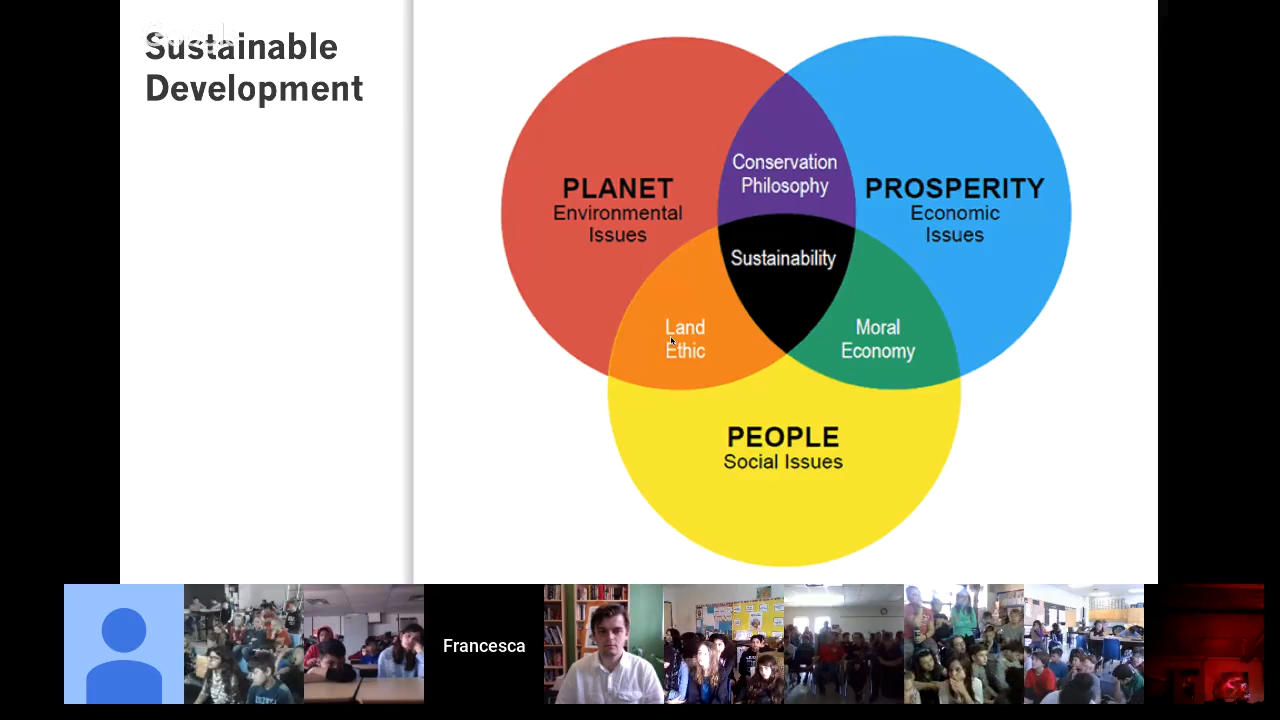 Sustainable
Development
Conservation
Philosophy
PLANET
Environmental
Issues
PROSPERITY
Economic
Issues
Sustainability
Land
Ethic
Moral
Economy
PEOPLE
Social Issues
Francesca